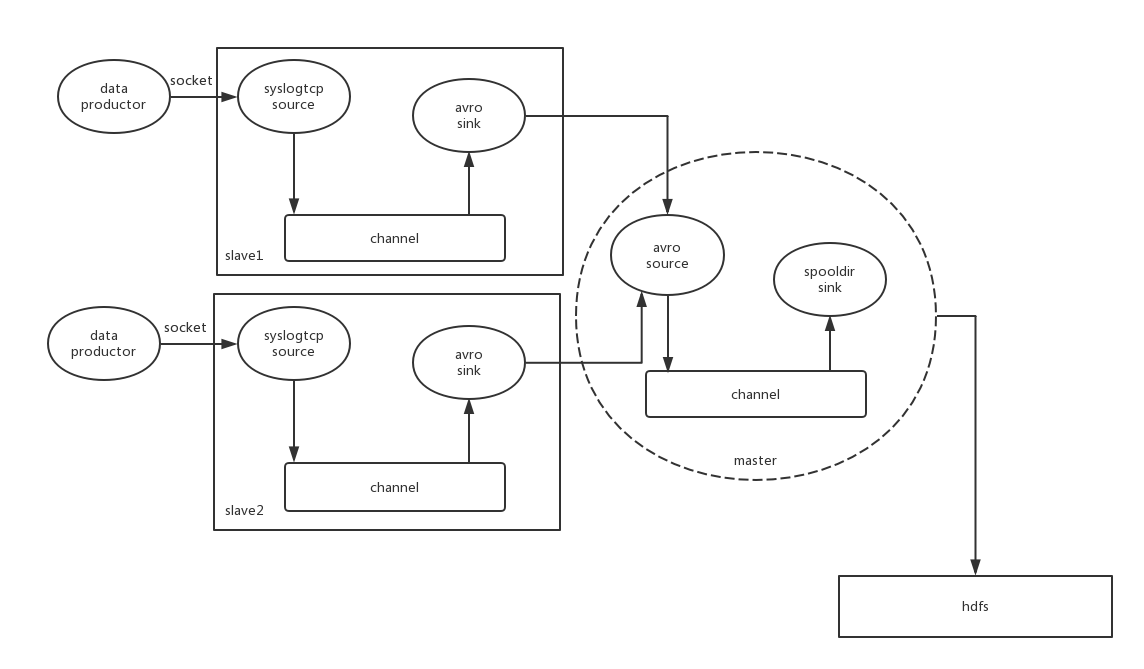 data
productor
socket
syslogtcp
source
avro
sink
channel
slave1
data
productor
socket
syslogtcp
source
avro
sink
channel
slave2
avro
source
spooldir
sink
channel
master
hdfs